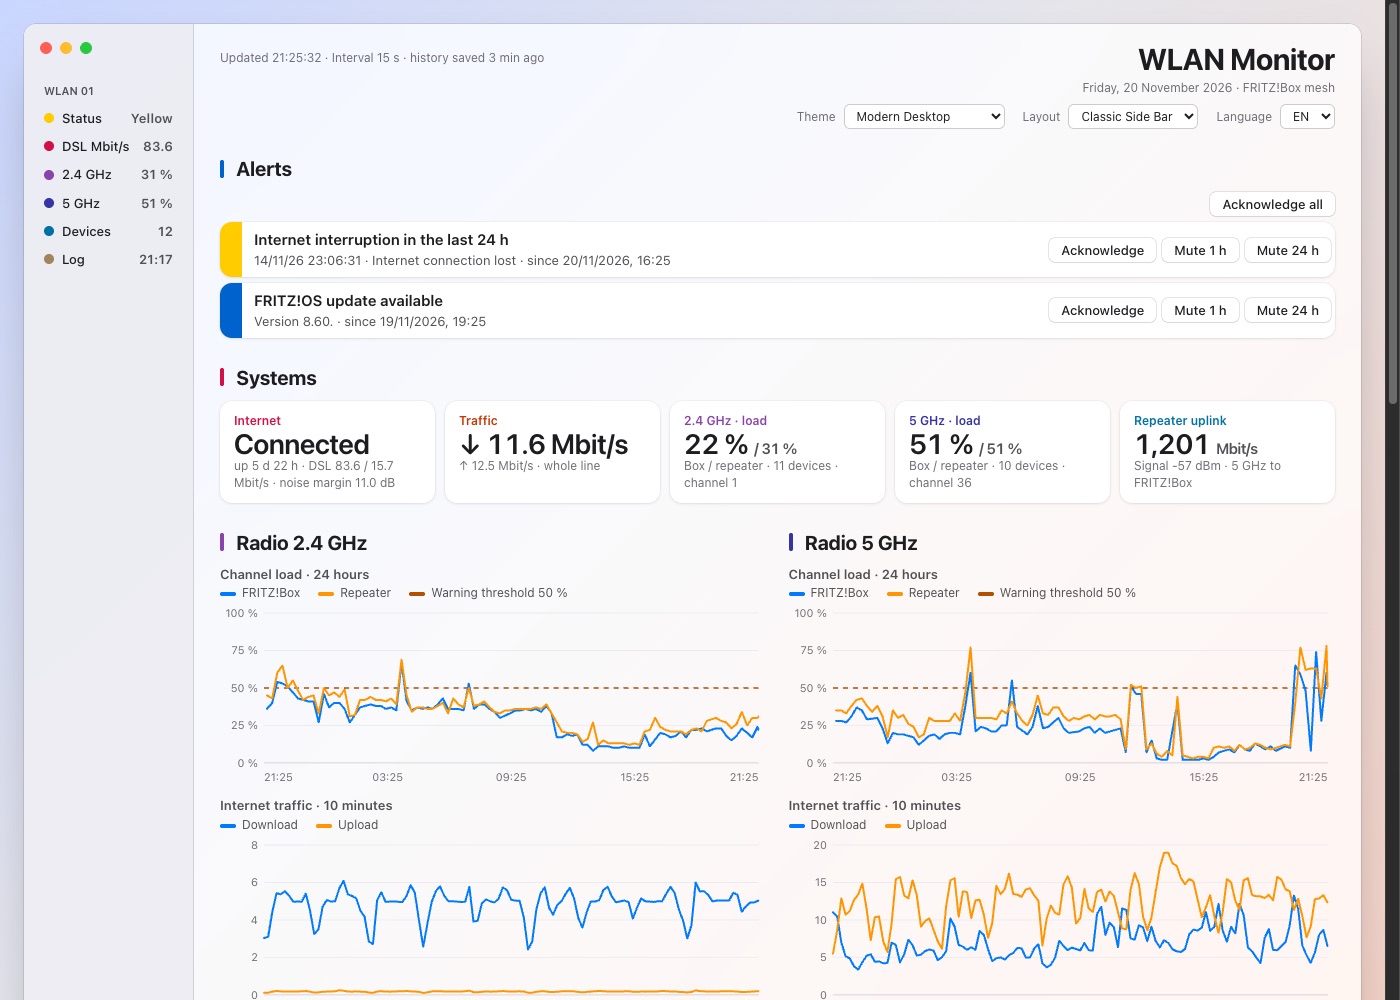 WLAN 01
Status Yellow
DSL Mbit/s 83.6
2.4 GHz 31 %
5 GHz 51 %
Devices 12
Log 21:17
Updated 21:25:32 · Interval 15 s · history saved 3 min ago
WLAN Monitor
Friday, 20 November 2026 · FRITZ!Box mesh
Theme Modern Desktop Layout Classic Side Bar Language EN
Alerts
Acknowledge all
Internet interruption in the last 24 h
14/11/26 23:06:31 · Internet connection lost · since 20/11/2026, 16:25
Acknowledge Mute 1 h Mute 24 h
FRITZ!OS update available
Version 8.60. · since 19/11/2026, 19:25
Acknowledge Mute 1 h Mute 24 h
Systems
Internet
Connected
up 5 d 22 h · DSL 83.6 / 15.7
Mbit/s · noise margin 11.0 dB
Traffic
↓ 11.6 Mbit/s
↑ 12.5 Mbit/s · whole line
2.4 GHz · load
22 % / 31 %
Box / repeater · 11 devices ·
channel 1
5 GHz · load
51 % / 51 %
Box / repeater · 10 devices ·
channel 36
Repeater uplink
1,201 Mbit/s
Signal -57 dBm · 5 GHz to
FRITZ!Box
Radio 2.4 GHz
Channel load · 24 hours
FRITZ!Box Repeater Warning threshold 50 %
100 %
75 %
50 %
25 %
0 %
21:25 03:25 09:25 15:25 21:25
Internet traffic · 10 minutes
Download Upload
8
6
4
2
0
Radio 5 GHz
Channel load · 24 hours
FRITZ!Box Repeater Warning threshold 50 %
100 %
75 %
50 %
25 %
0 %
21:25 03:25 09:25 15:25 21:25
Internet traffic · 10 minutes
Download Upload
20
15
10
5
0